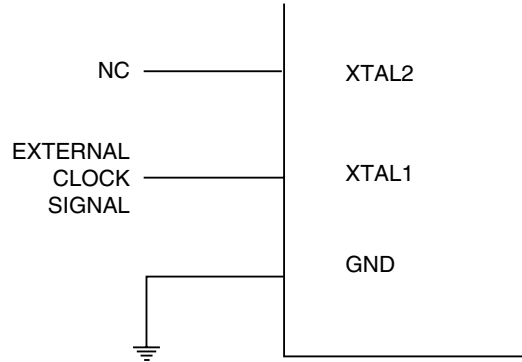 NC
XTAL2
EXTERNAL
CLOCK
SIGNAL
XTAL1
GND